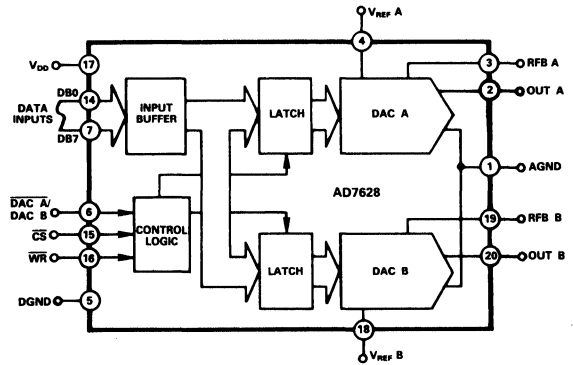 VREF A
4
VDD 17
3 RFB A
2 OUT A
DB0 14
DATA INPUTS
7
DB7
INPUT BUFFER
LATCH
DAC A
1 AGND
AD7628
DAC A/
DAC B 6
CS 15
WR 16
CONTROL LOGIC
19 RFB B
20 OUT B
LATCH
DAC B
DGND 5
18
VREF B